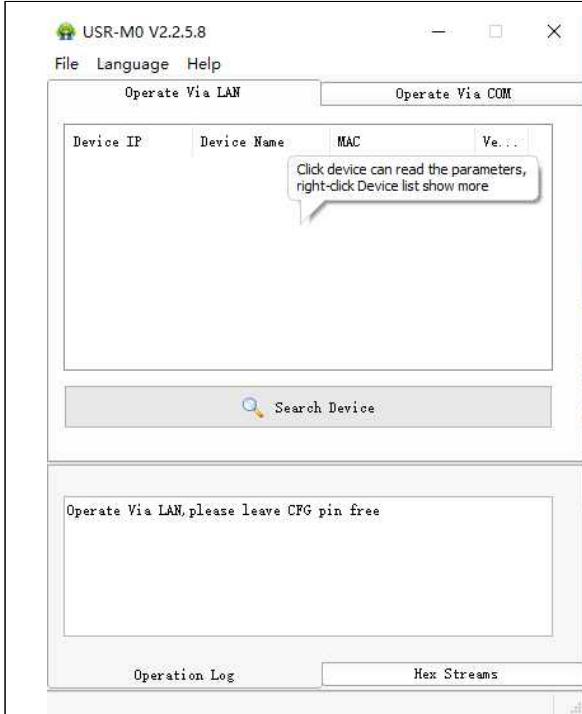 USR-M0 V2.2.5.8
File Language Help
Operate Via LAN Operate Via COM
Device IP Device Name MAC Ve...
Click device can read the parameters,
right-click Device list show more
Search Device
Operate Via LAN,please leave CFG pin free
Operation Log Hex Streams